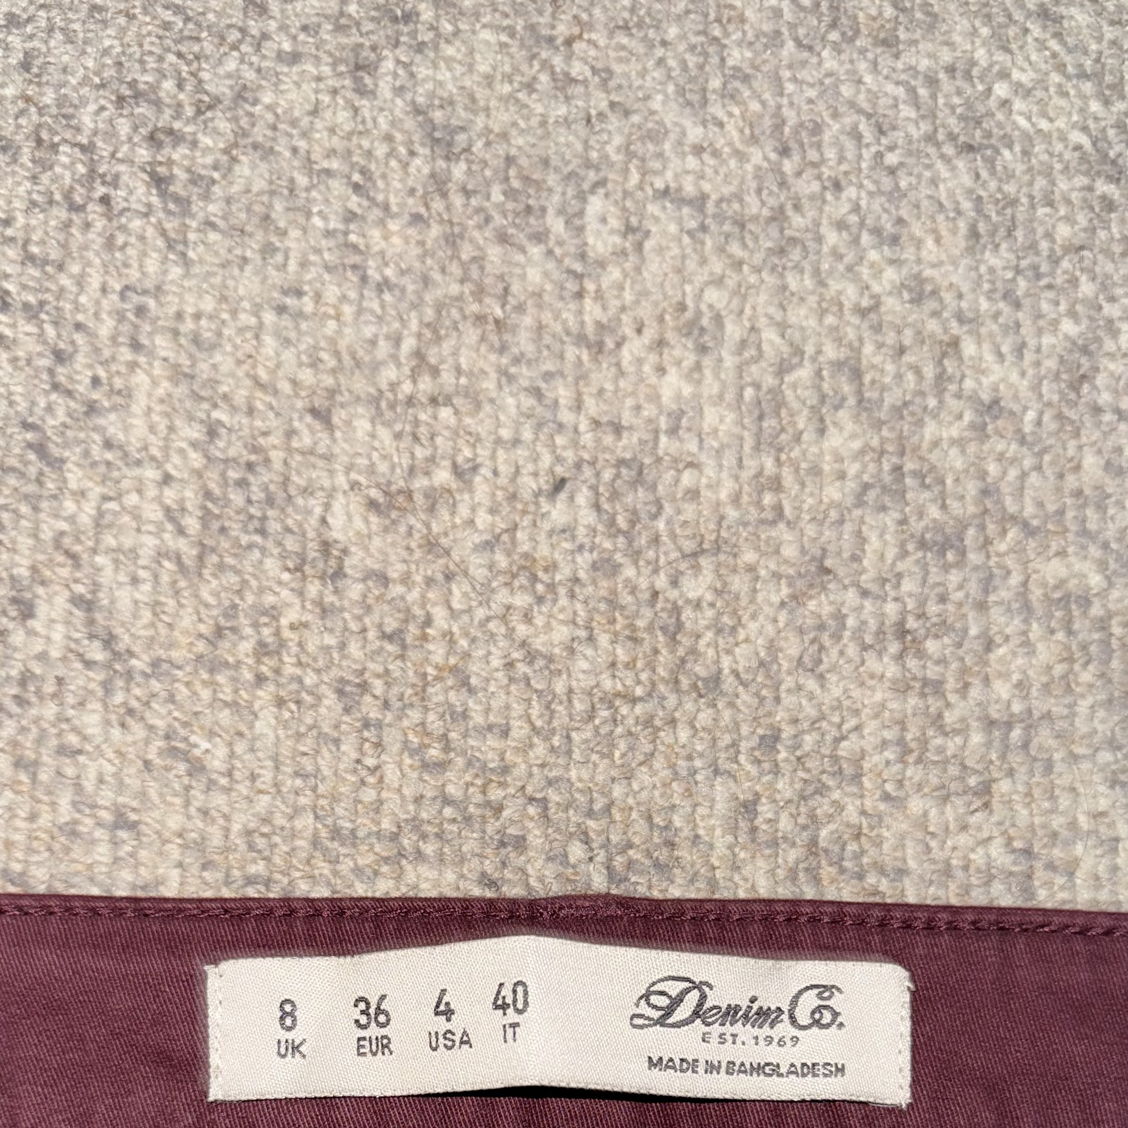 8 36 4 40
UK EUR USA IT
Denim Co.
EST. 1969
MADE IN BANGLADESH